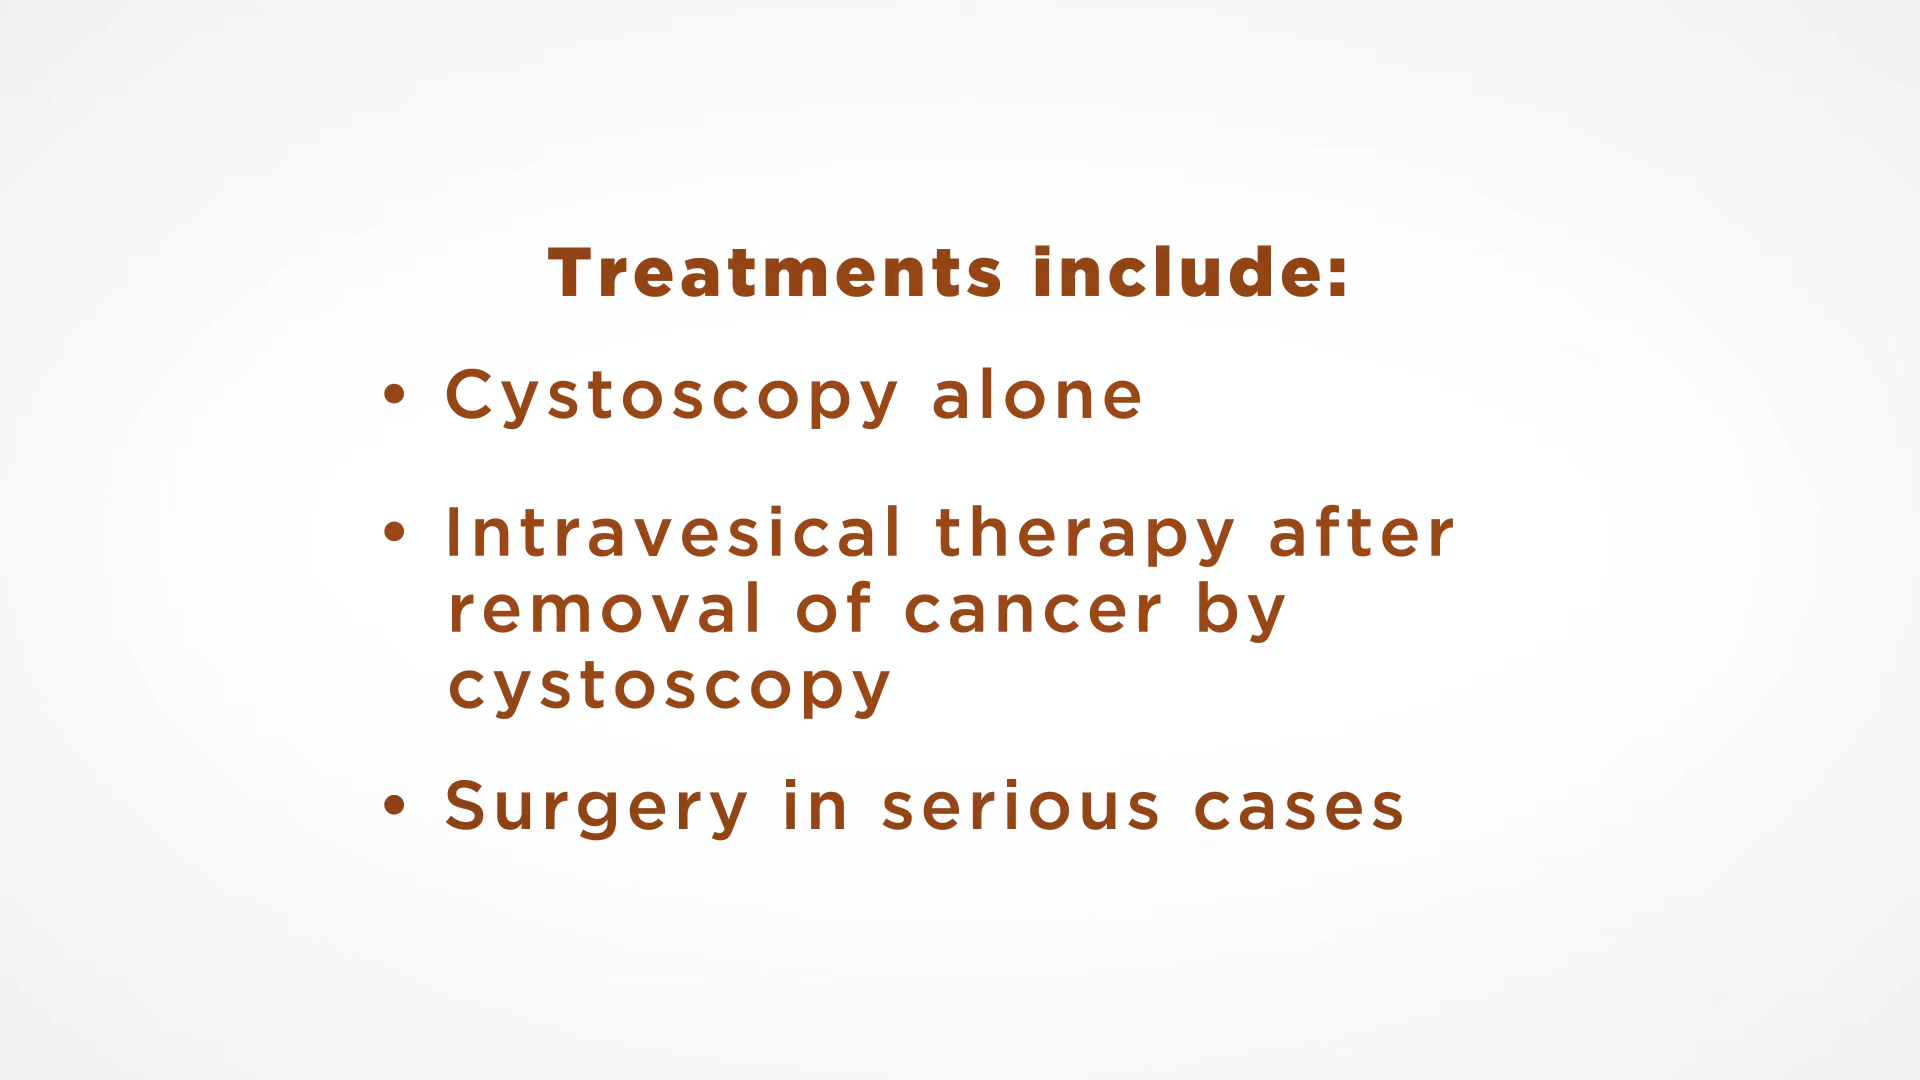 Treatments include:
• Cystoscopy alone
• Intravesical therapy after
removal of cancer by
cystoscopy
• Surgery in serious cases